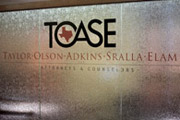 TOASE
TAYLOR·OLSON·ADKINS·SRALLA·ELAM
ATTORNEYS & COUNSELORS